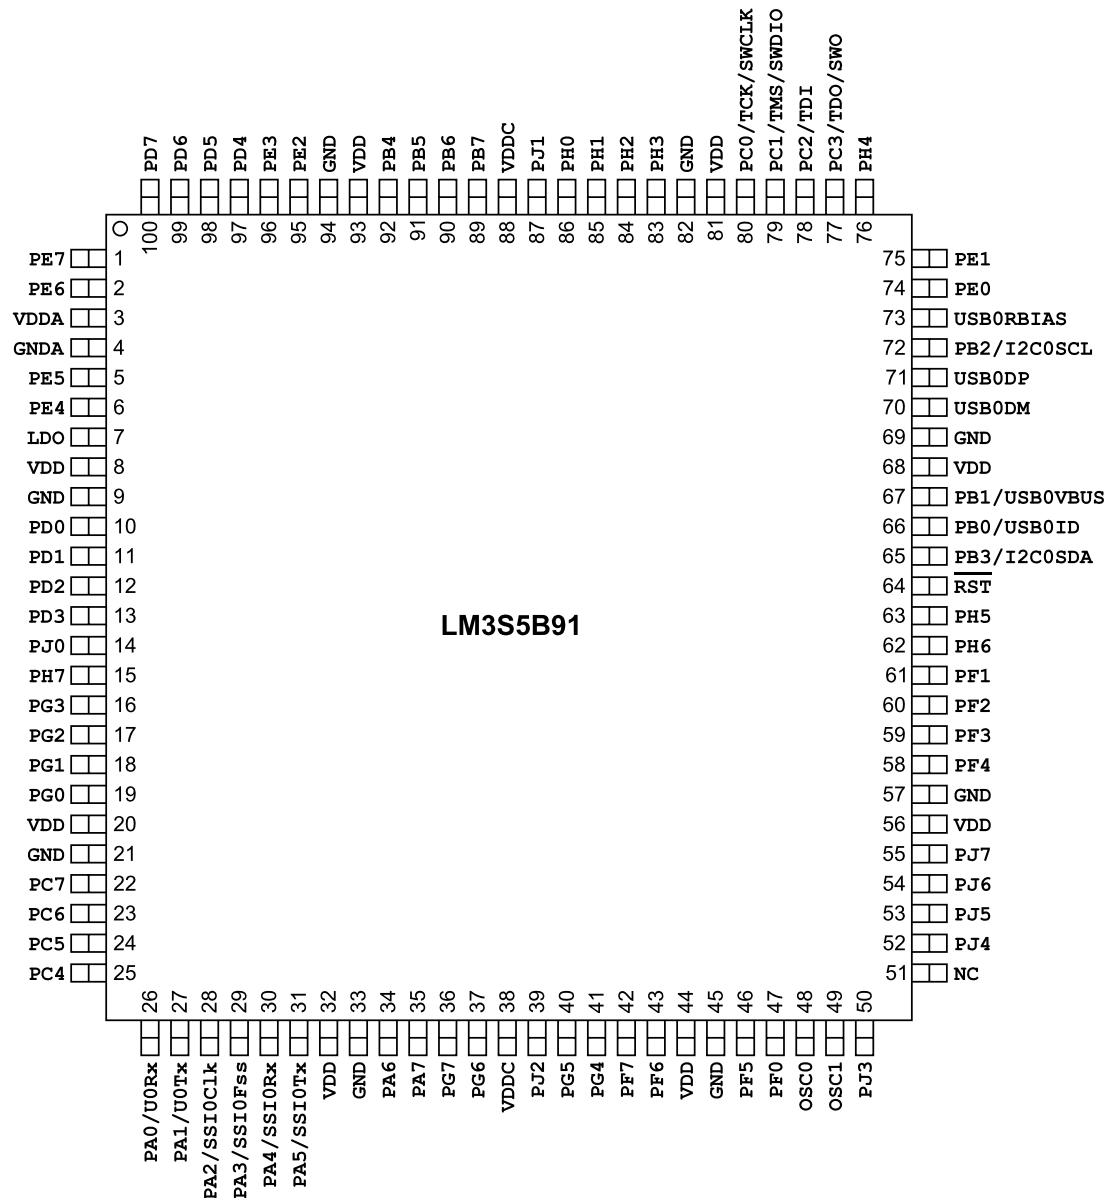 PD7 PD6 PD5 PD4 PE3 PE2 GND VDD PB4 PB5 PB6 PB7 VDDC PJ1 PH0 PH1 PH2 PH3 GND VDD PC0/TCK/SWCLK PC1/TMS/SWDIO PC2/TDI PC3/TDO/SWO PH4
100 99 98 97 96 95 94 93 92 91 90 89 88 87 86 85 84 83 82 81 80 79 78 77 76
PE7 1 75 PE1
PE6 2 74 PE0
VDDA 3 73 USB0RBIAS
GNDA 4 72 PB2/I2C0SCL
PE5 5 71 USB0DP
PE4 6 70 USB0DM
LDO 7 69 GND
VDD 8 68 VDD
GND 9 67 PB1/USB0VBUS
PD0 10 66 PB0/USB0ID
PD1 11 65 PB3/I2C0SDA
PD2 12 64 RST
PD3 13 63 PH5
LM3S5B91
PJ0 14 62 PH6
PH7 15 61 PF1
PG3 16 60 PF2
PG2 17 59 PF3
PG1 18 58 PF4
PG0 19 57 GND
VDD 20 56 VDD
GND 21 55 PJ7
PC7 22 54 PJ6
PC6 23 53 PJ5
PC5 24 52 PJ4
PC4 25 51 NC
26 27 28 29 30 31 32 33 34 35 36 37 38 39 40 41 42 43 44 45 46 47 48 49 50
PA0/U0Rx PA1/U0Tx PA2/SSI0Clk PA3/SSI0Fss PA4/SSI0Rx PA5/SSI0Tx VDD GND PA6 PA7 PG7 PG6 VDDC PJ2 PG5 PG4 PF7 PF6 VDD GND PF5 PF0 OSC0 OSC1 PJ3